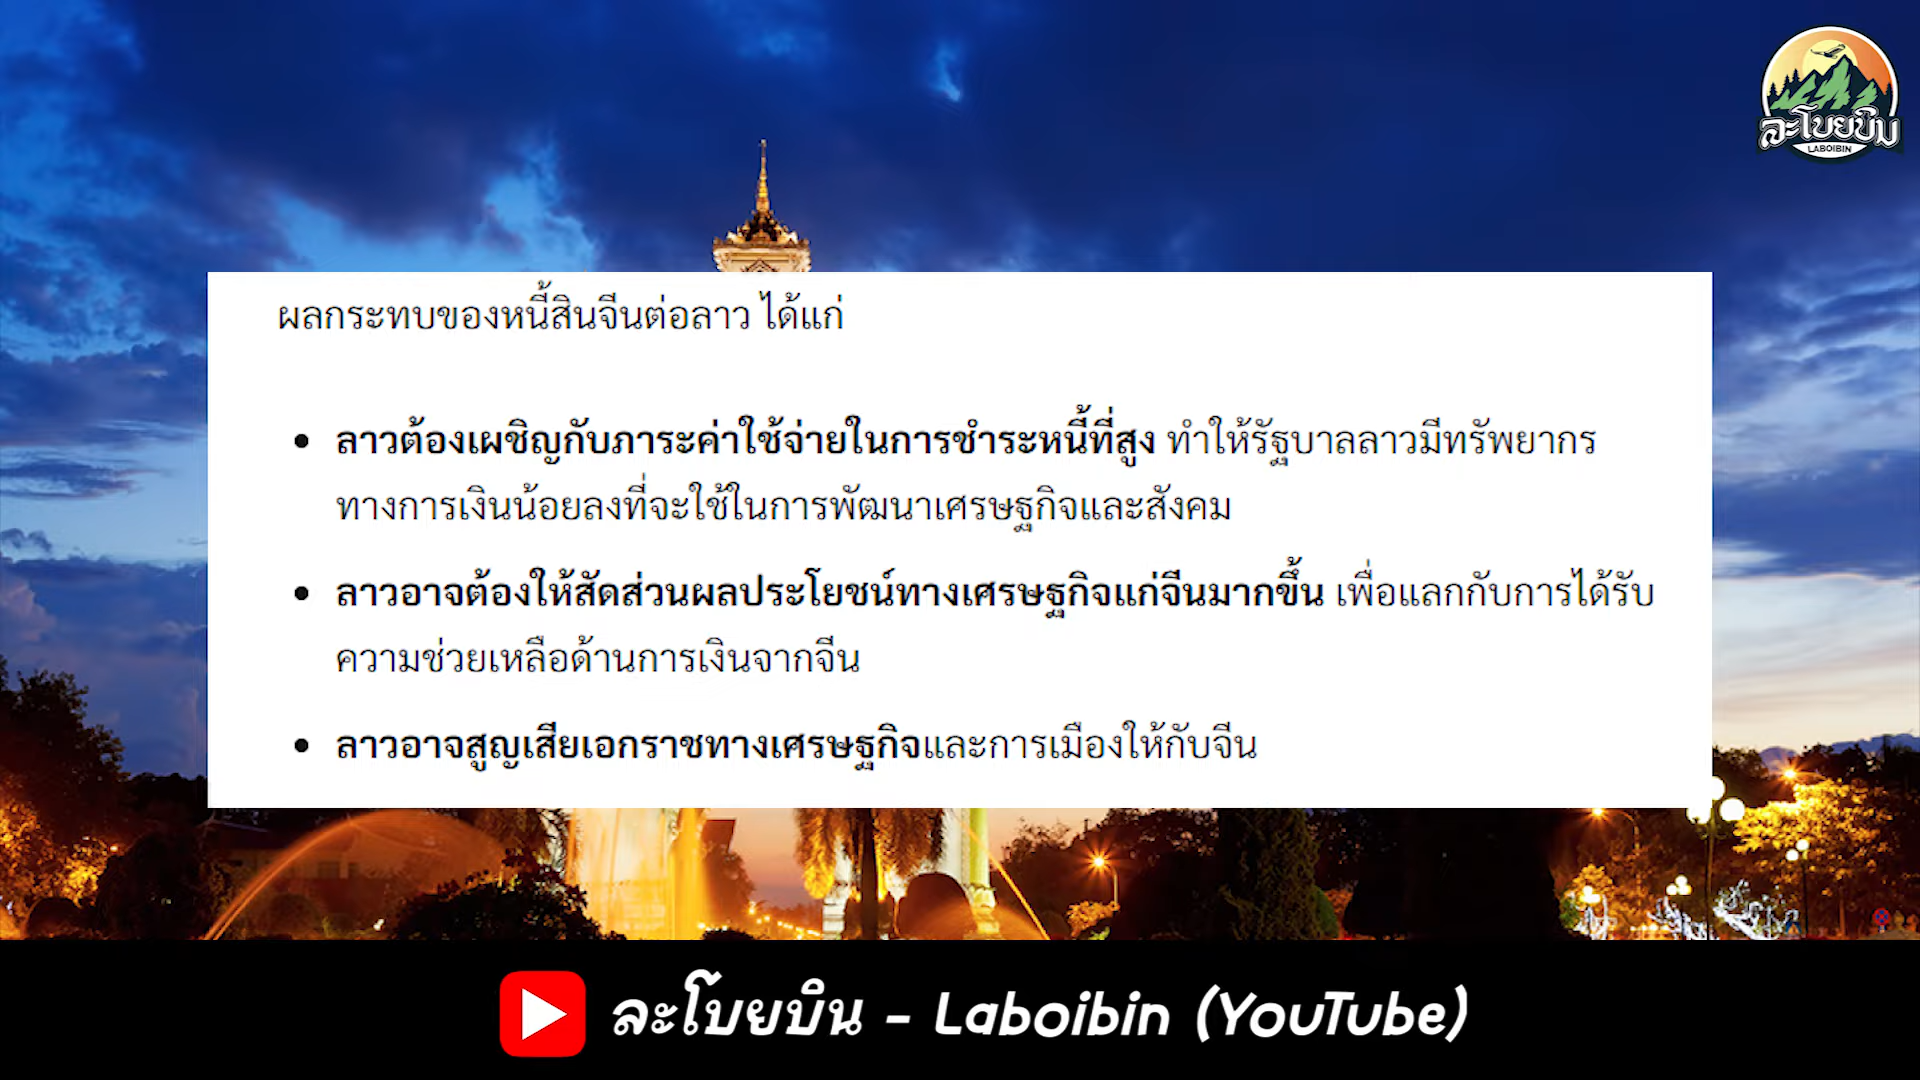 ละโบยบิน
LABOIBIN
ผลกระทบของหนี้สินจีนต่อลาว ได้แก่
• ลาวต้องเผชิญกับภาระค่าใช้จ่ายในการชำระหนี้ที่สูง ทำให้รัฐบาลลาวมีทรัพยากร
ทางการเงินน้อยลงที่จะใช้ในการพัฒนาเศรษฐกิจและสังคม
• ลาวอาจต้องให้สัดส่วนผลประโยชน์ทางเศรษฐกิจแก่จีนมากขึ้น เพื่อแลกกับการได้รับ
ความช่วยเหลือด้านการเงินจากจีน
• ลาวอาจสูญเสียเอกราชทางเศรษฐกิจและการเมืองให้กับจีน
ละโบยบิน - Laboibin (YouTube)